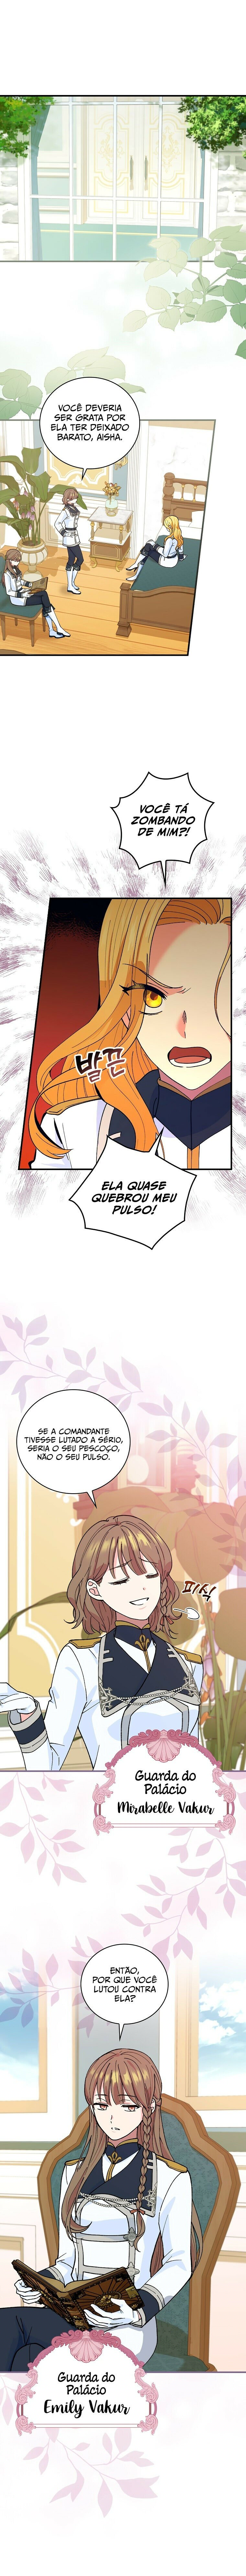 VOCÊ DEVERIA
SER GRATA POR
ELA TER DEIXADO
BARATO, AISHA.
VOCÊ TÁ
ZOMBANDO
DE MIM?!
발끈
ELA QUASE
QUEBROU MEU
PULSO!
SE A COMANDANTE
TIVESSE LUTADO A SÉRIO,
SERIA O SEU PESCOÇO,
NÃO O SEU PULSO.
피식
Guarda do
Palácio
Mirabelle Vakur
ENTÃO,
POR QUE VOCÊ
LUTOU CONTRA
ELA?
Guarda do
Palácio
Emily Vakur